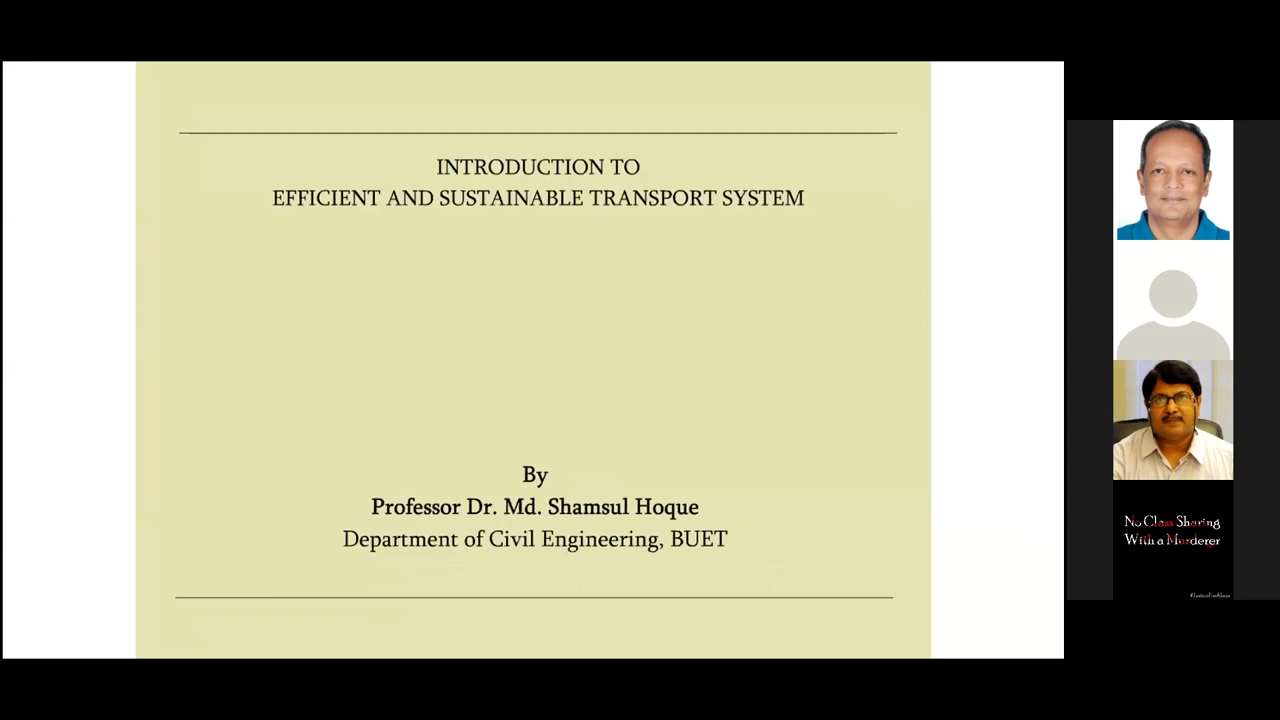 INTRODUCTION TO
EFFICIENT AND SUSTAINABLE TRANSPORT SYSTEM
By
Professor Dr. Md. Shamsul Hoque
Department of Civil Engineering, BUET
No Class Sharing
With a Murderer